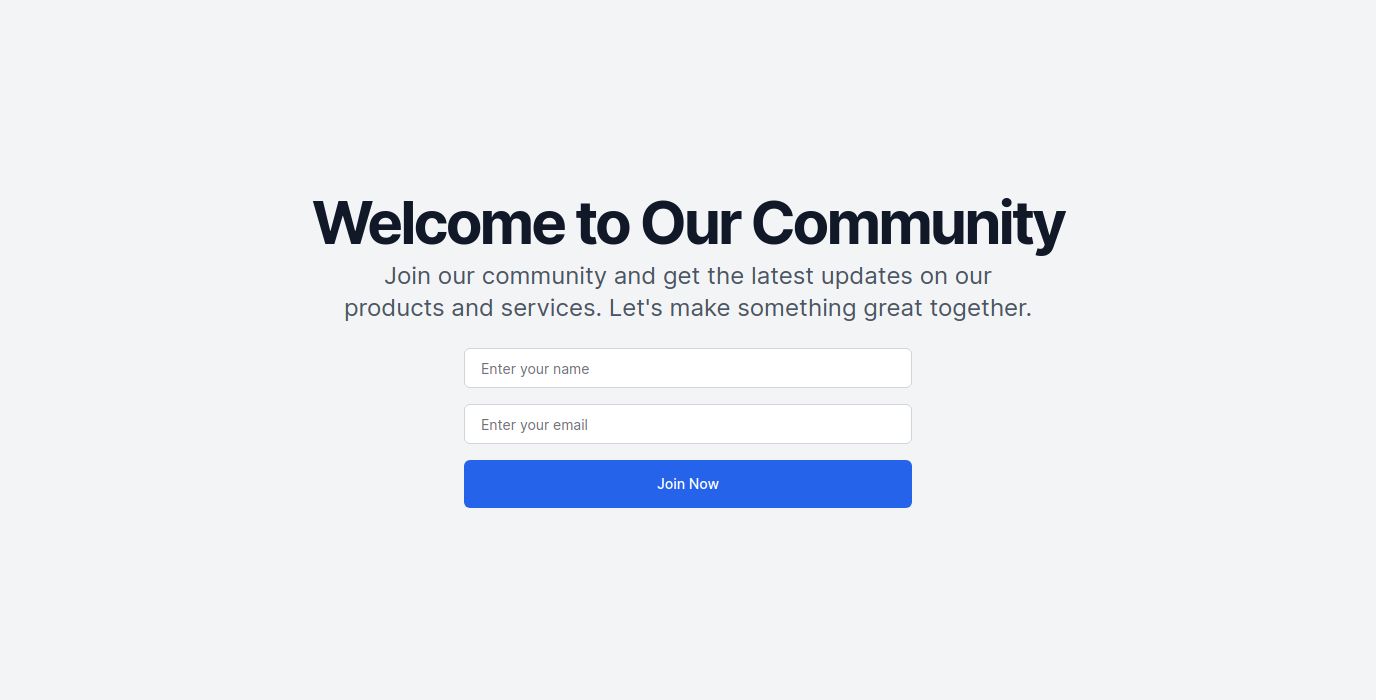 Welcome to Our Community
Join our community and get the latest updates on our
products and services. Let's make something great together.
Enter your name
Enter your email
Join Now